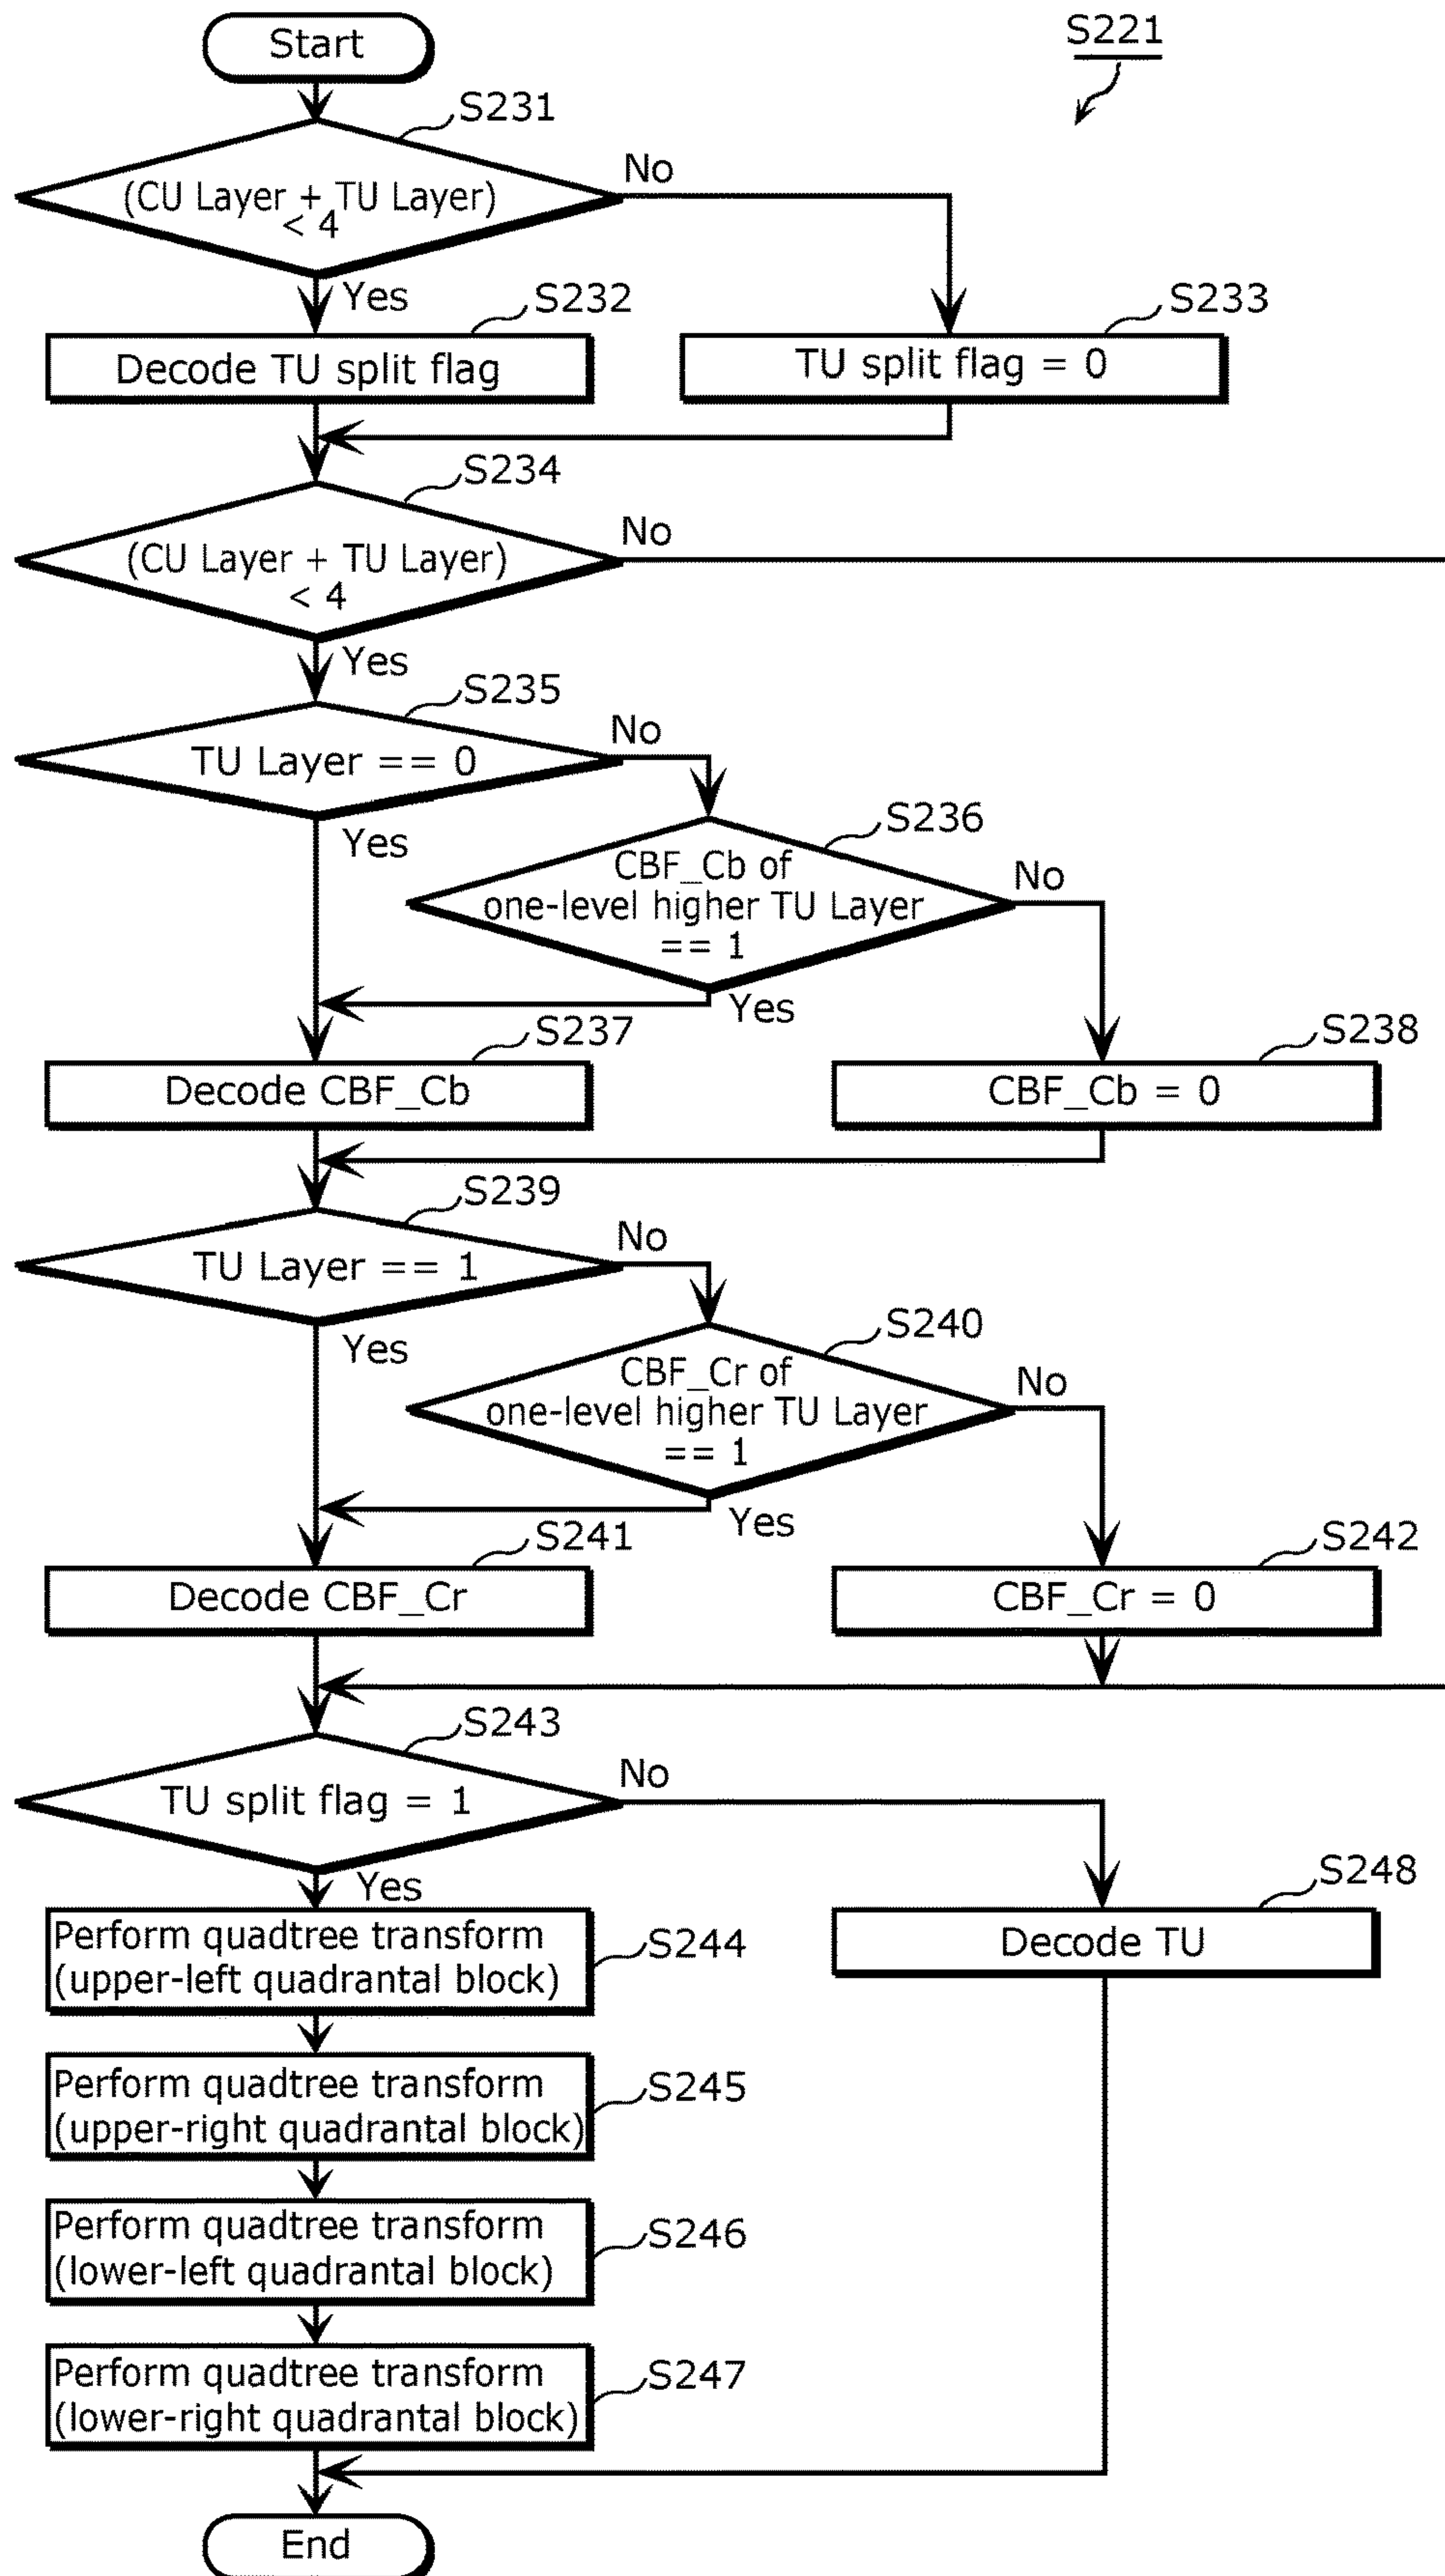 Start
S221
S231
(CU Layer + TU Layer)
< 4
No
Yes
S232
S233
Decode TU split flag
TU split flag = 0
S234
(CU Layer + TU Layer)
< 4
No
Yes
S235
TU Layer == 0
No
Yes
S236
CBF_Cb of
one-level higher TU Layer
== 1
No
Yes
S237
S238
Decode CBF_Cb
CBF_Cb = 0
S239
TU Layer == 1
No
Yes
S240
CBF_Cr of
one-level higher TU Layer
== 1
No
Yes
S241
S242
Decode CBF_Cr
CBF_Cr = 0
S243
TU split flag = 1
No
Yes
S248
Perform quadtree transform
(upper-left quadrantal block)
S244
Decode TU
Perform quadtree transform
(upper-right quadrantal block)
S245
Perform quadtree transform
(lower-left quadrantal block)
S246
Perform quadtree transform
(lower-right quadrantal block)
S247
End